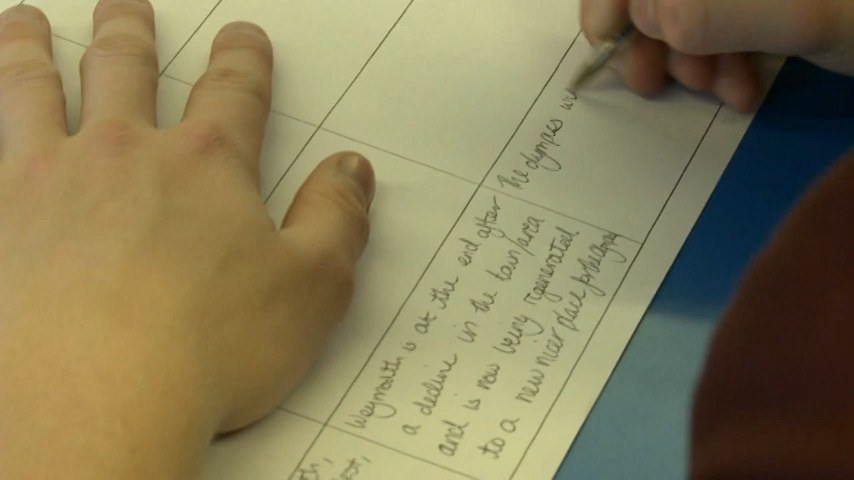 Weymouth is at the end after
a decline in the town/area
and is now being regenerated
to a new nicer place
The olympics